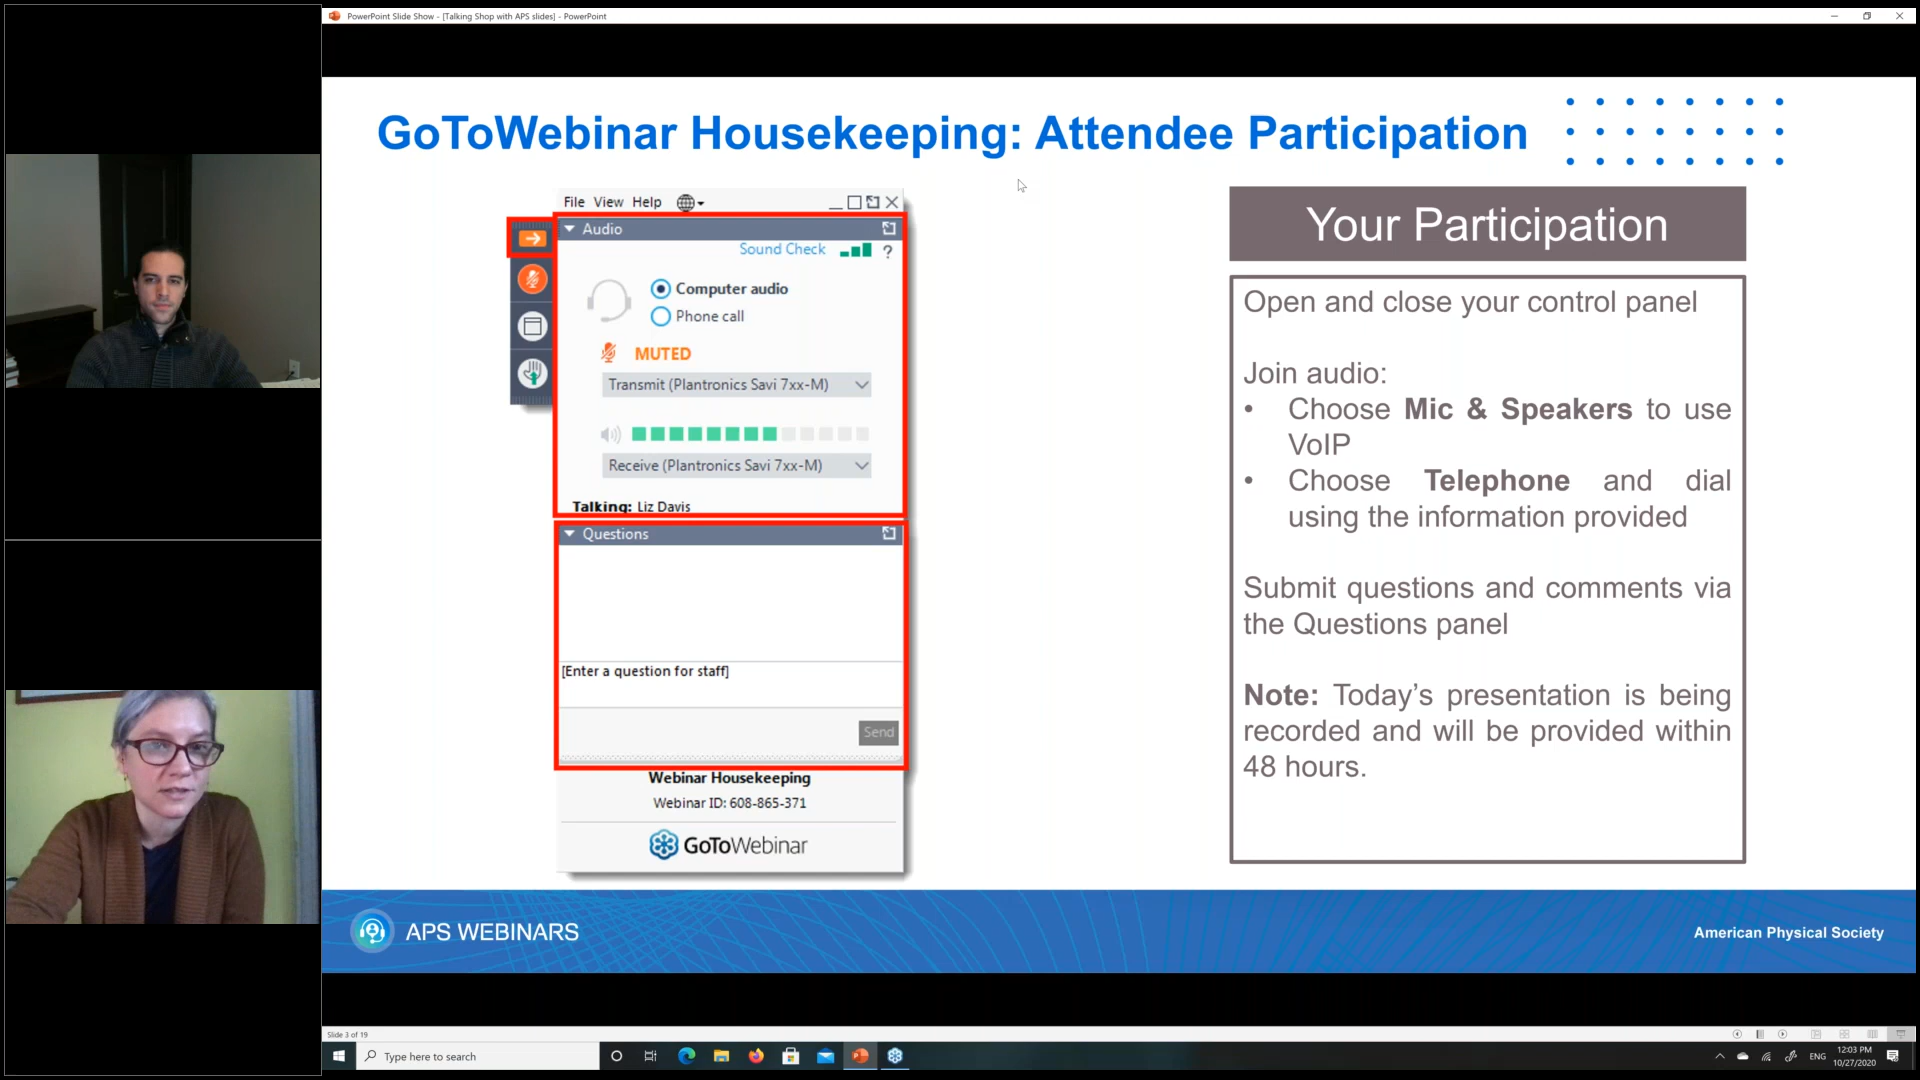 PowerPoint Slide Show - [Talking Shop with APS slides] - PowerPoint
GoToWebinar Housekeeping: Attendee Participation
File View Help
Audio
Sound Check ?
Computer audio
Phone call
MUTED
Transmit (Plantronics Savi 7xx-M)
Receive (Plantronics Savi 7xx-M)
Talking: Liz Davis
Questions
[Enter a question for staff]
Send
Webinar Housekeeping
Webinar ID: 608-865-371
GoToWebinar
Your Participation
Open and close your control panel
Join audio:
• Choose Mic & Speakers to use
VoIP
• Choose Telephone and dial
using the information provided
Submit questions and comments via
the Questions panel
Note: Today’s presentation is being
recorded and will be provided within
48 hours.
APS WEBINARS
American Physical Society
Slide 3 of 19
Type here to search
ENG
12:03 PM
10/27/2020